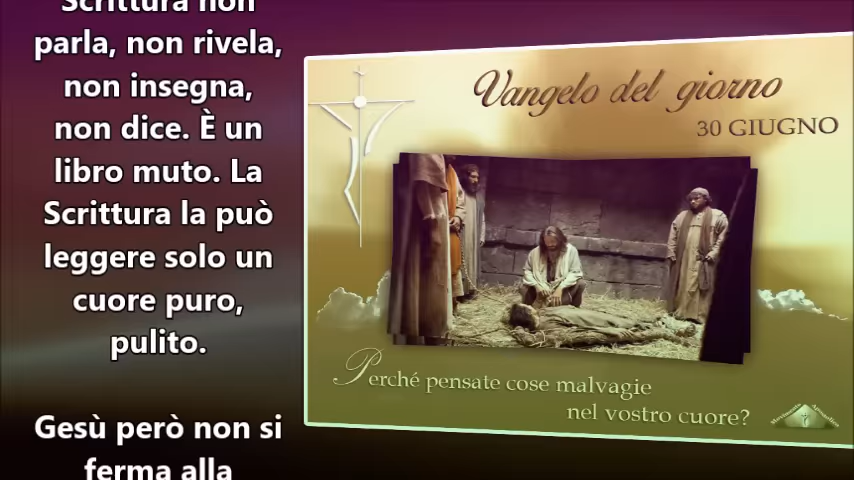 Scrittura non
parla, non rivela,
non insegna,
non dice. È un
libro muto. La
Scrittura la può
leggere solo un
cuore puro,
pulito.
Gesù però non si
ferma alla
Vangelo del giorno
30 GIUGNO
Perché pensate cose malvagie
nel vostro cuore?